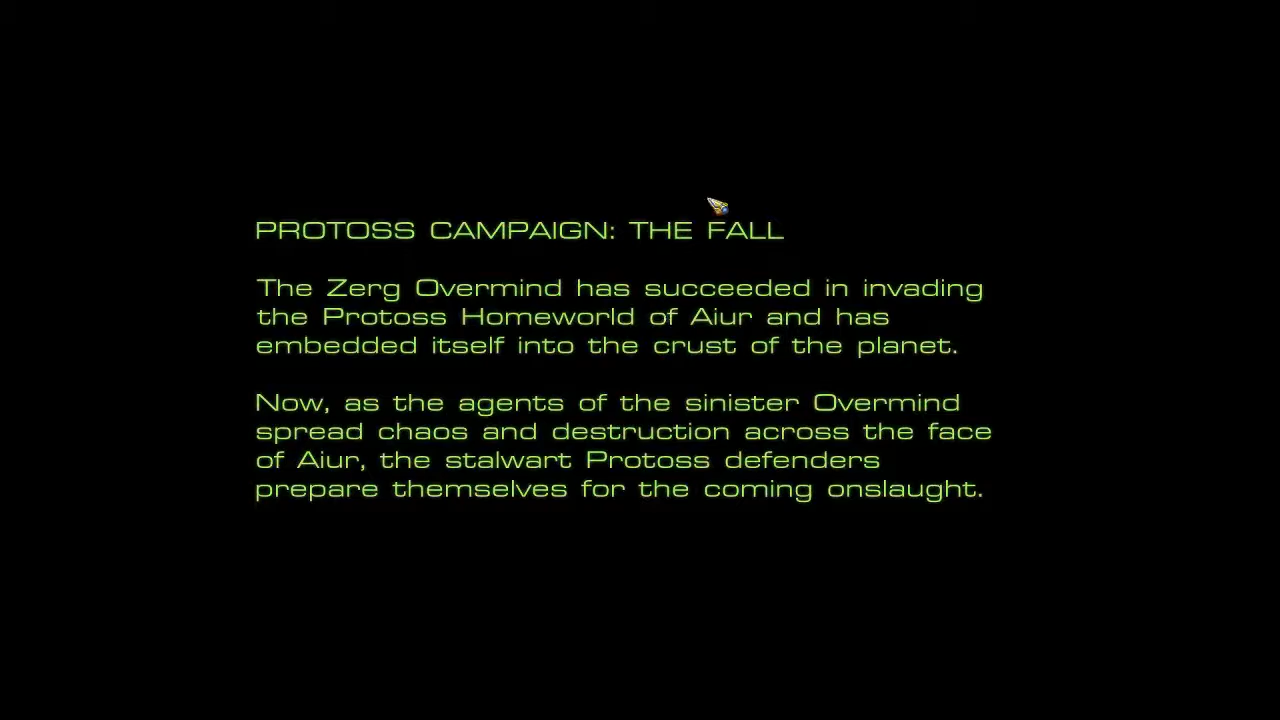 PROTOSS CAMPAIGN: THE FALL
The Zerg Overmind has succeeded in invading
the Protoss Homeworld of Aiur and has
embedded itself into the crust of the planet.
Now, as the agents of the sinister Overmind
spread chaos and destruction across the face
of Aiur, the stalwart Protoss defenders
prepare themselves for the coming onslaught.